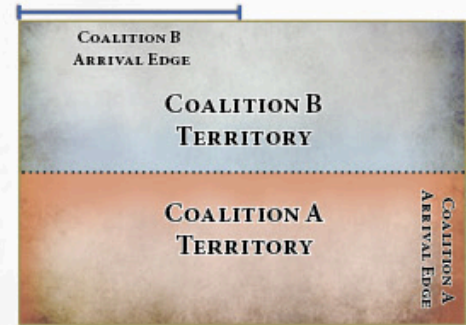 Coalition B
Arrival Edge
Coalition B
Territory
Coalition A
Territory
Coalition A
Arrival Edge